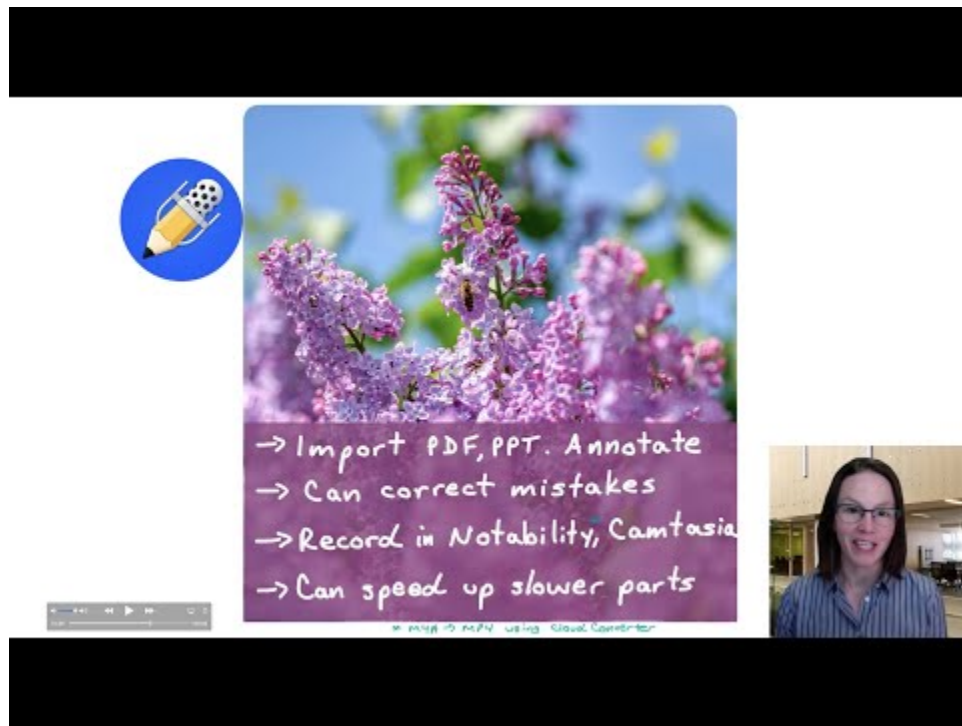 → Import PDF, PPT. Annotate
→ Can correct mistakes
→ Record in Notability, Camtasia
→ Can speed up slower parts
* M4A → MP4 using Cloud Converter